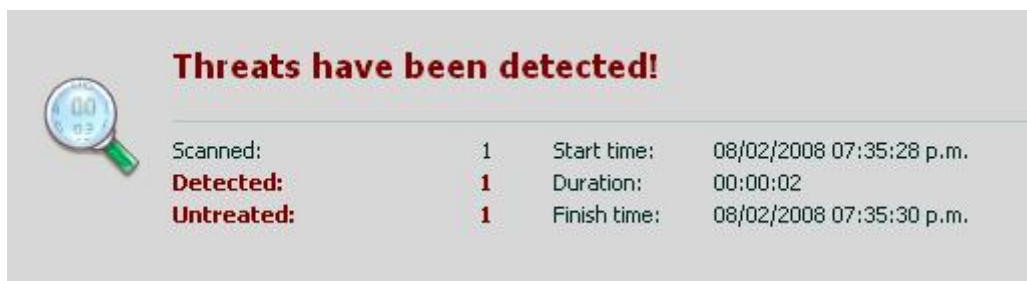 Threats have been detected!
Scanned: 1 Start time: 08/02/2008 07:35:28 p.m.
Detected: 1 Duration: 00:00:02
Untreated: 1 Finish time: 08/02/2008 07:35:30 p.m.